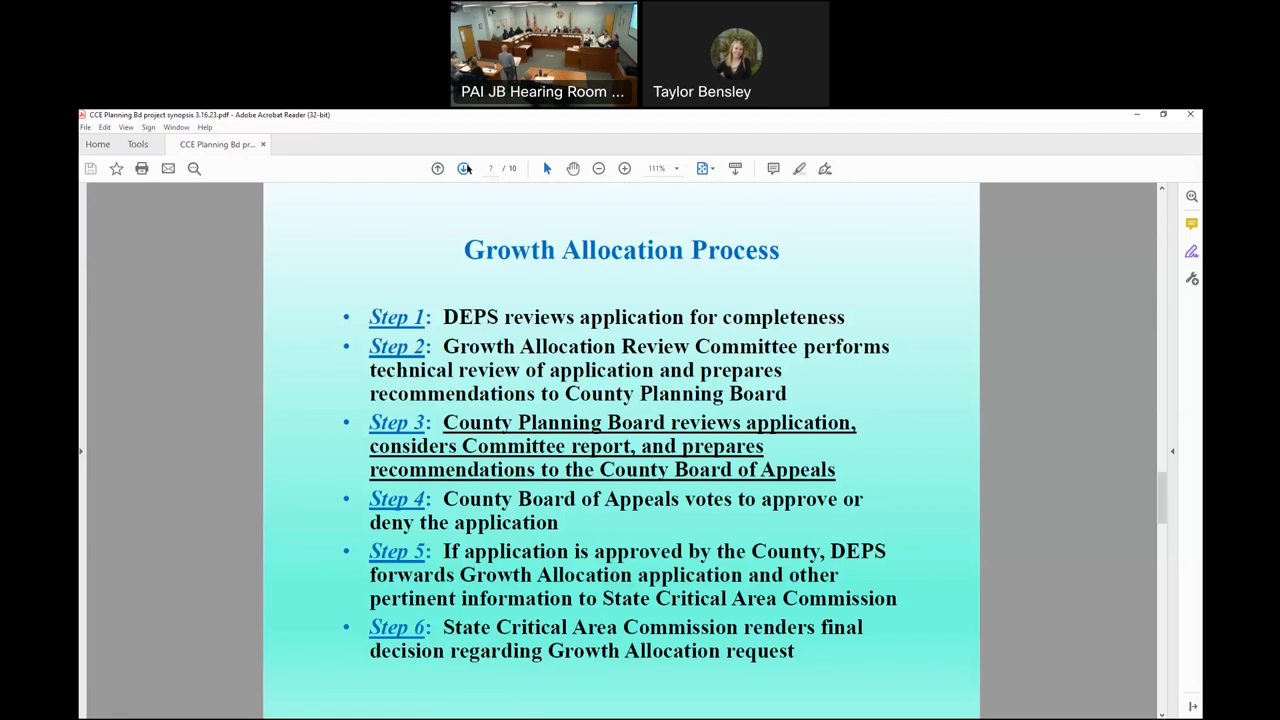 PAI JB Hearing Room ...
Taylor Bensley
CCE Planning Bd project synopsis 3.16.23.pdf - Adobe Acrobat Reader (32-bit)
File Edit View Sign Window Help
Home Tools CCE Planning Bd pr... ×
7 / 10 111%
Growth Allocation Process
• Step 1: DEPS reviews application for completeness
• Step 2: Growth Allocation Review Committee performs
technical review of application and prepares
recommendations to County Planning Board
• Step 3: County Planning Board reviews application,
considers Committee report, and prepares
recommendations to the County Board of Appeals
• Step 4: County Board of Appeals votes to approve or
deny the application
• Step 5: If application is approved by the County, DEPS
forwards Growth Allocation application and other
pertinent information to State Critical Area Commission
• Step 6: State Critical Area Commission renders final
decision regarding Growth Allocation request